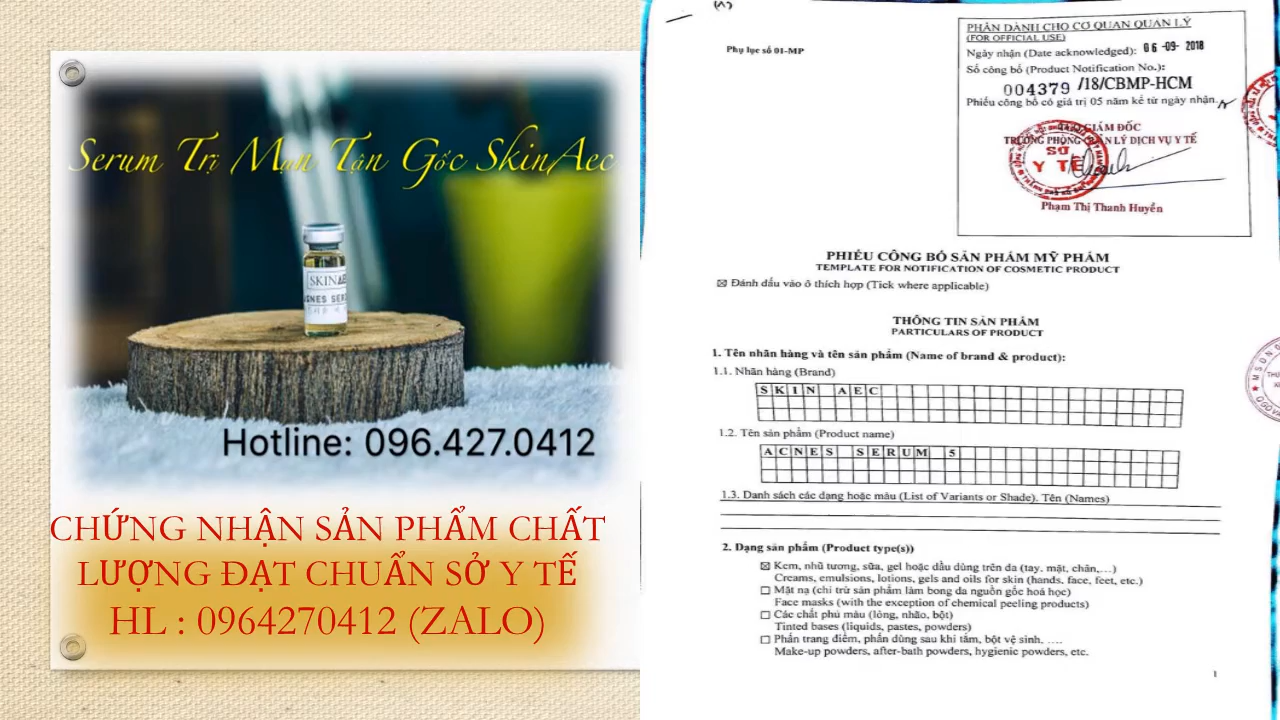 Serum Trị Mụn Tận Gốc SkinAec
SKINAE
GNES SER
Hotline: 096.427.0412
CHỨNG NHẬN SẢN PHẨM CHẤT
LƯỢNG ĐẠT CHUẨN SỞ Y TẾ
HL : 0964270412 (ZALO)
Phụ lục số 01-MP
PHẦN DÀNH CHO CƠ QUAN QUẢN LÝ
(FOR OFFICIAL USE)
Ngày nhận (Date acknowledged): 06 -09- 2018
Số công bố (Product Notification No.):
004379 /18/CBMP-HCM
Phiếu công bố có giá trị 05 năm kể từ ngày nhận.
GIÁM ĐỐC
TRƯỞNG PHÒNG QUẢN LÝ DỊCH VỤ Y TẾ
SỞ
Y TẾ
Phạm Thị Thanh Huyền
PHIẾU CÔNG BỐ SẢN PHẨM MỸ PHẨM
TEMPLATE FOR NOTIFICATION OF COSMETIC PRODUCT
☒ Đánh dấu vào ô thích hợp (Tick where applicable)
THÔNG TIN SẢN PHẨM
PARTICULARS OF PRODUCT
1. Tên nhãn hàng và tên sản phẩm (Name of brand & product):
1.1. Nhãn hàng (Brand)
SKIN AEC
1.2. Tên sản phẩm (Product name)
ACNES SERUM 5
1.3. Danh sách các dạng hoặc màu (List of Variants or Shade). Tên (Names)
2. Dạng sản phẩm (Product type(s))
☒ Kem, nhũ tương, sữa, gel hoặc dầu dùng trên da (tay, mặt, chân,...)
Creams, emulsions, lotions, gels and oils for skin (hands, face, feet, etc.)
☐ Mặt nạ (chỉ trừ sản phẩm làm bong da nguồn gốc hoá học)
Face masks (with the exception of chemical peeling products)
☐ Các chất phủ màu (lỏng, nhão, bột)
Tinted bases (liquids, pastes, powders)
☐ Phấn trang điểm, phấn dùng sau khi tắm, bột vệ sinh, ....
Make-up powders, after-bath powders, hygienic powders, etc.
1